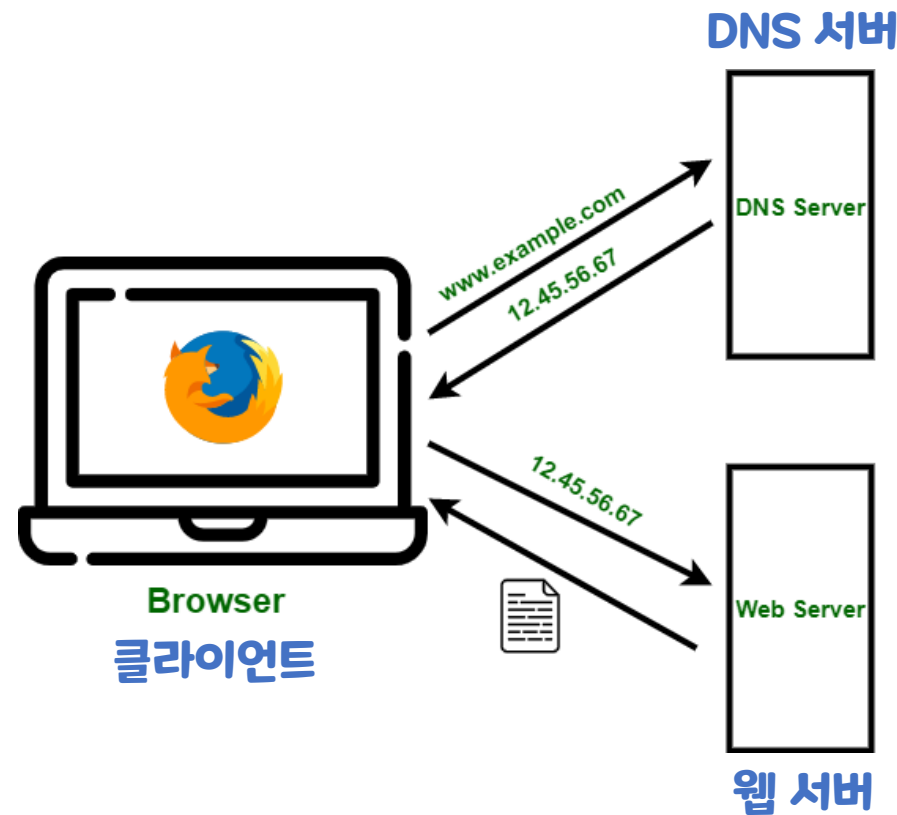 DNS 서버
DNS Server
www.example.com
12.45.56.67
12.45.56.67
Web Server
Browser
클라이언트
웹 서버